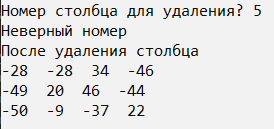 Номер столбца для удаления? 5
Неверный номер
После удаления столбца
-28  -28  34  -46
-49  20  46  -44
-50  -9  -37  22